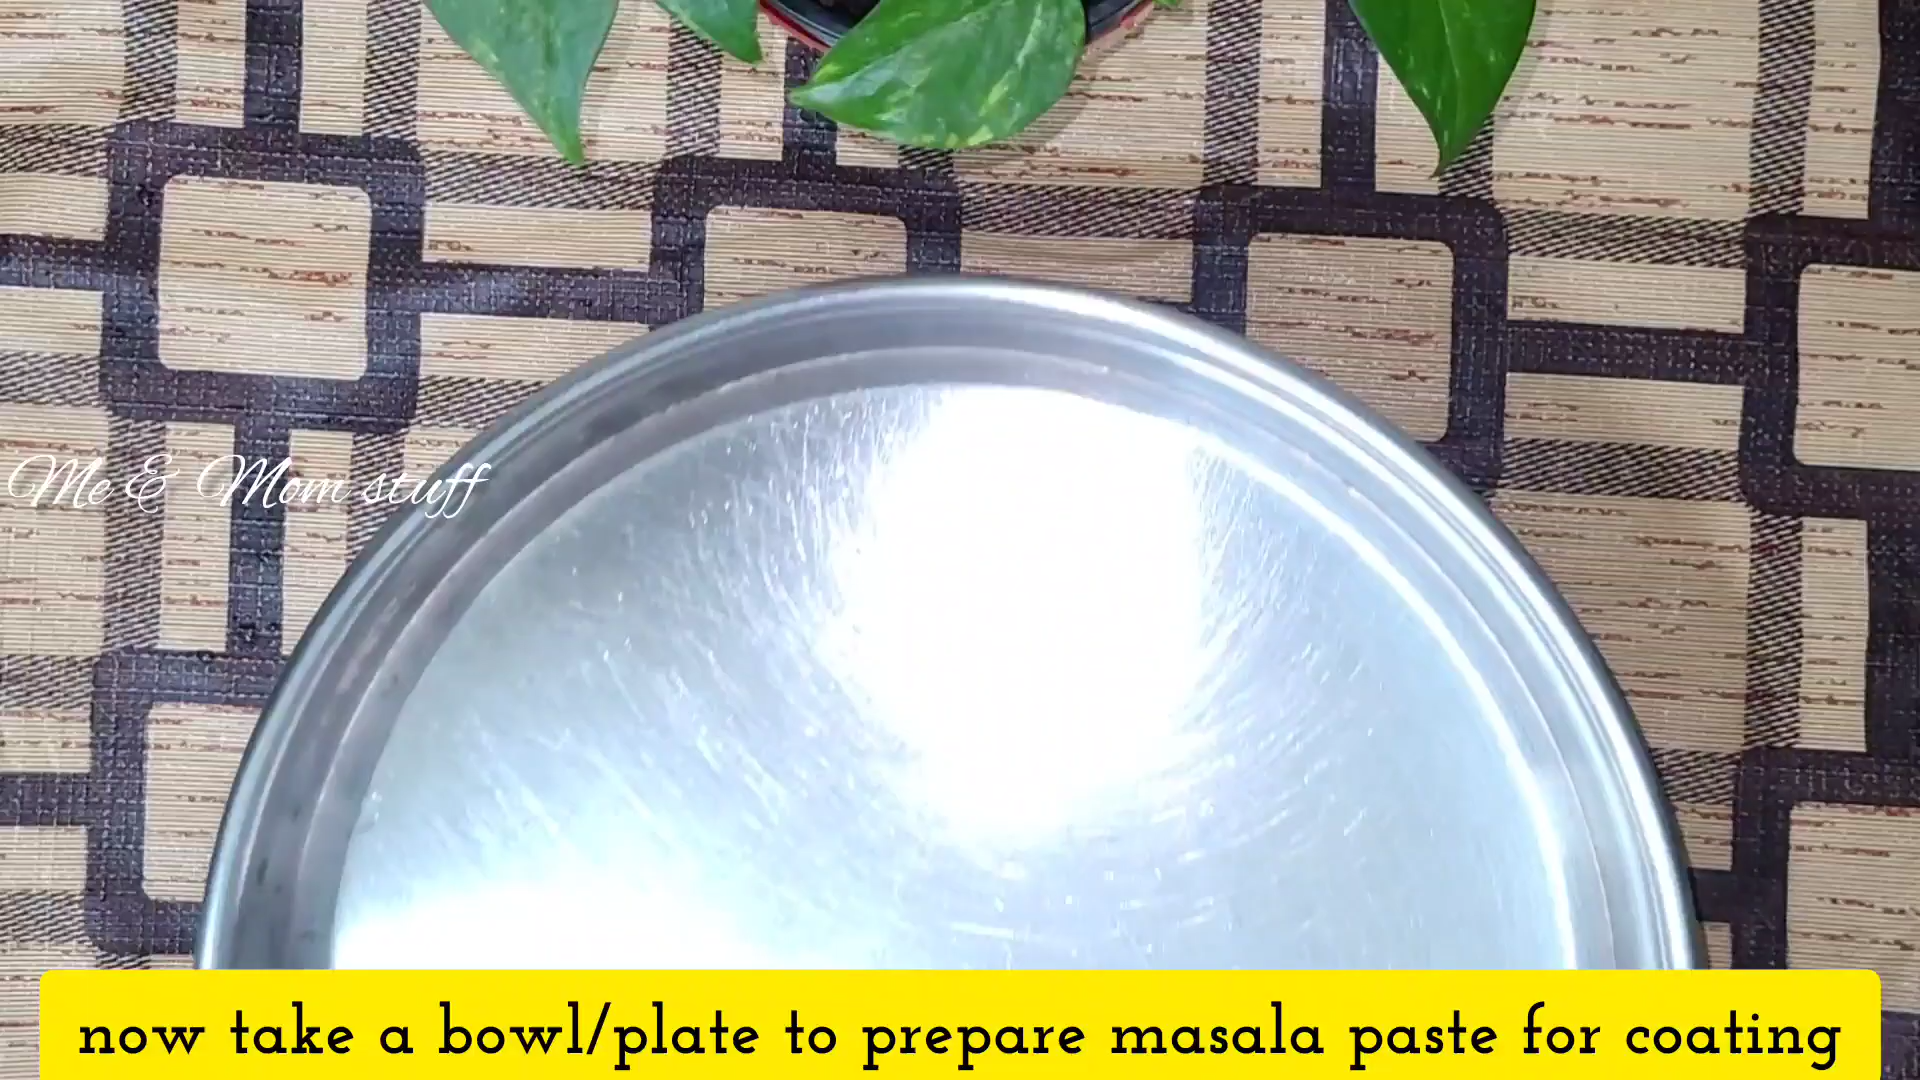 Me & Mom stuff
now take a bowl/plate to prepare masala paste for coating